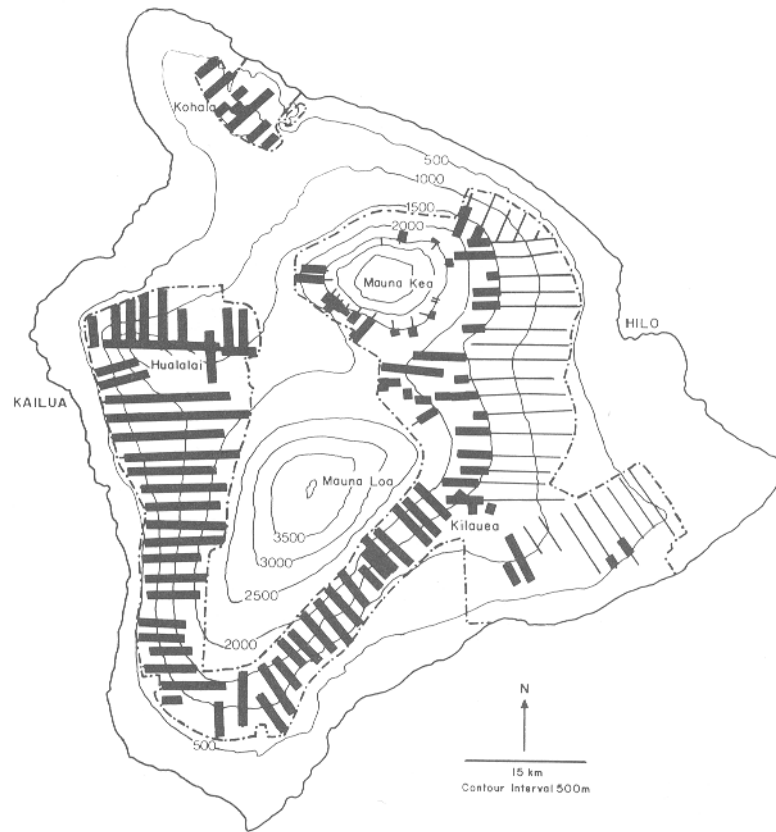 Kohala
500
1000
1500
2000
Mauna Kea
HILO
Hualalai
KAILUA
Mauna Loa
3500
Kilauea
3000
2500
2000
N
500
15 km
Contour Interval 500m